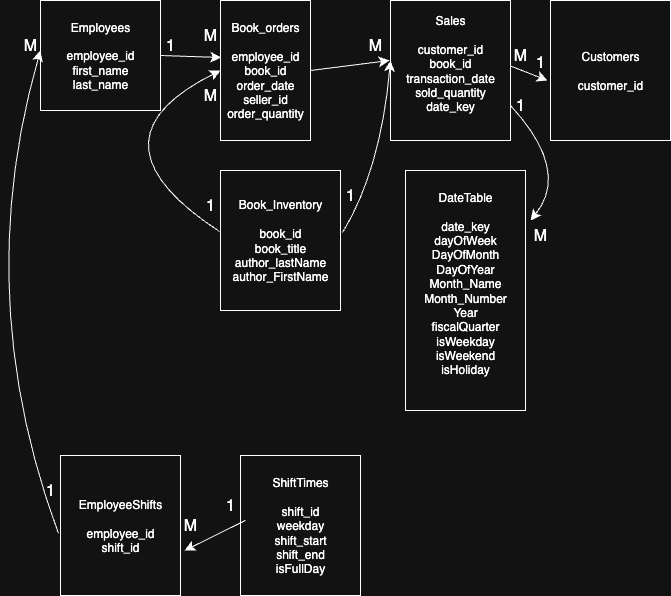 Employees
employee_id
first_name
last_name
M
1
M
Book_orders
employee_id
book_id
order_date
seller_id
order_quantity
M
M
Sales
customer_id
book_id
transaction_date
sold_quantity
date_key
M
1
1
Customers
customer_id
1
Book_Inventory
book_id
book_title
author_lastName
author_FirstName
1
DateTable
date_key
dayOfWeek
DayOfMonth
DayOfYear
Month_Name
Month_Number
Year
fiscalQuarter
isWeekday
isWeekend
isHoliday
M
1
EmployeeShifts
employee_id
shift_id
M
1
ShiftTimes
shift_id
weekday
shift_start
shift_end
isFullDay